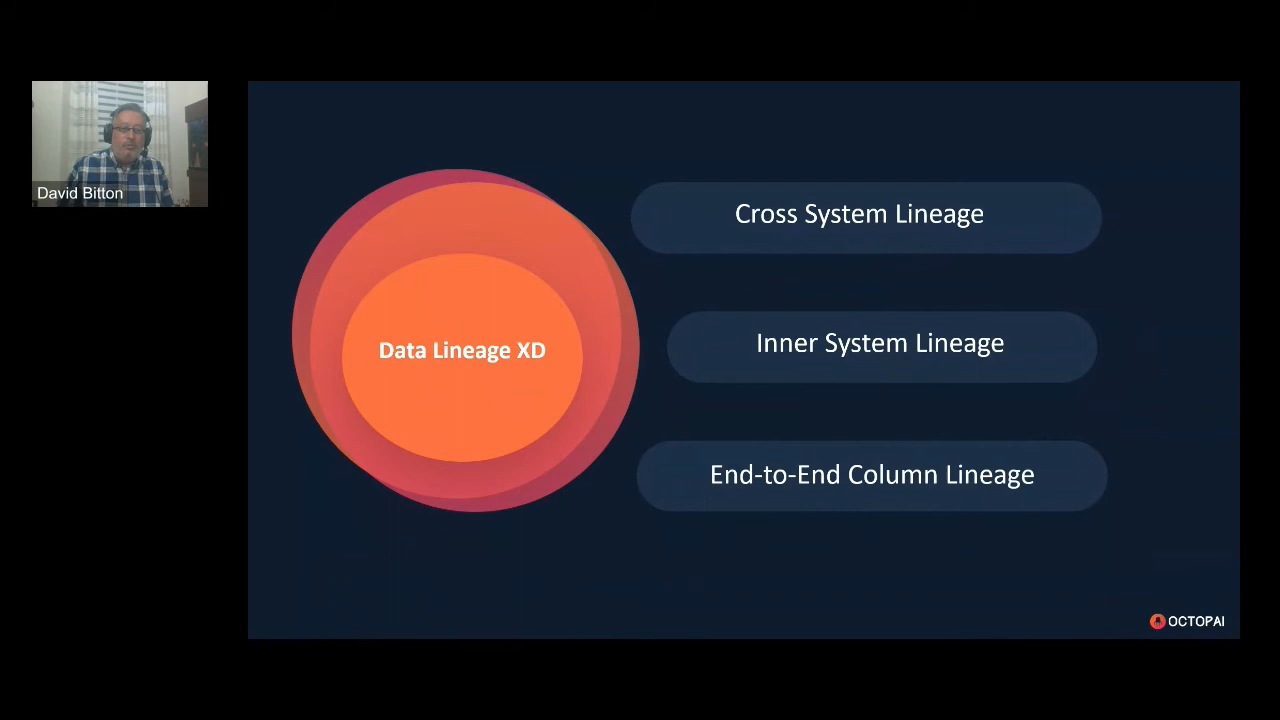 David Bitton
Data Lineage XD
Cross System Lineage
Inner System Lineage
End-to-End Column Lineage
OCTOPAI